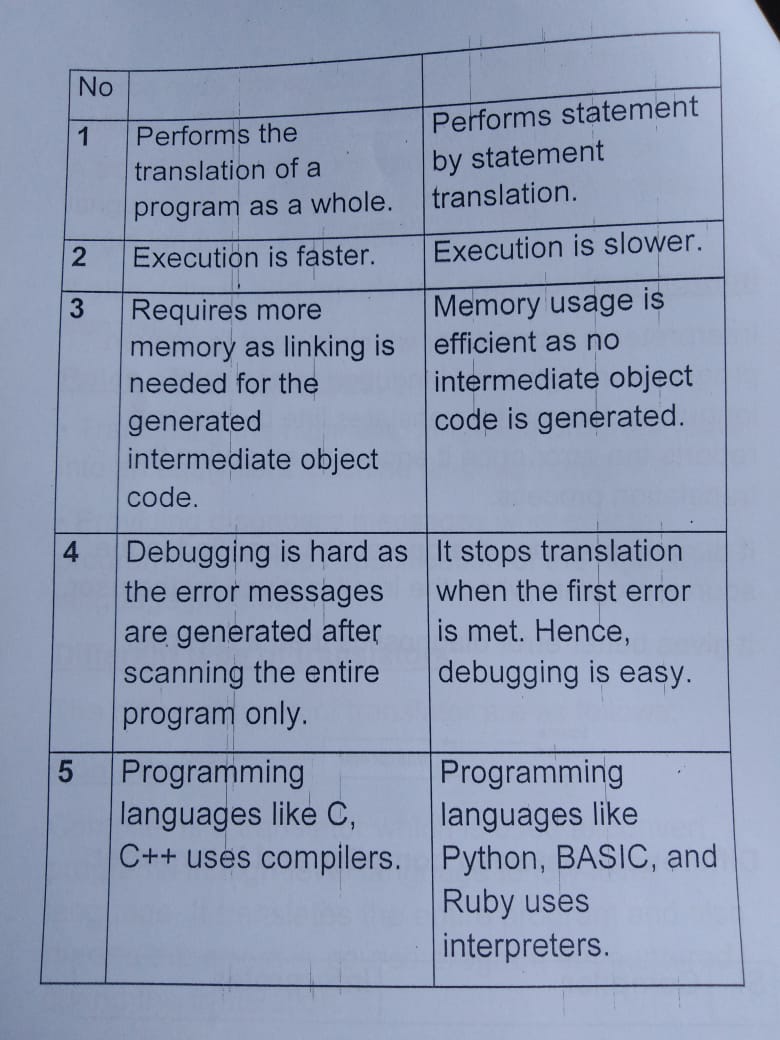 No
1
Performs the
translation of a
program as a whole.
Performs statement
by statement
translation.
2
Execution is faster.
Execution is slower.
3
Requires more
memory as linking is
needed for the
generated
intermediate object
code.
Memory usage is
efficient as no
intermediate object
code is generated.
4
Debugging is hard as
the error messages
are generated after
scanning the entire
program only.
It stops translation
when the first error
is met. Hence,
debugging is easy.
5
Programming
languages like C,
C++ uses compilers.
Programming
languages like
Python, BASIC, and
Ruby uses
interpreters.